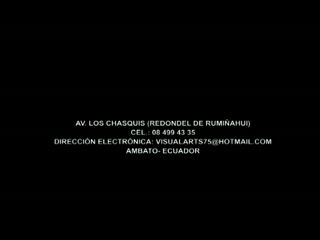 AV. LOS CHASQUIS (REDONDEL DE RUMIÑAHUI)
CEL.: 08 499 43 35
DIRECCIÓN ELECTRÓNICA: VISUALARTS75@HOTMAIL.COM
AMBATO- ECUADOR